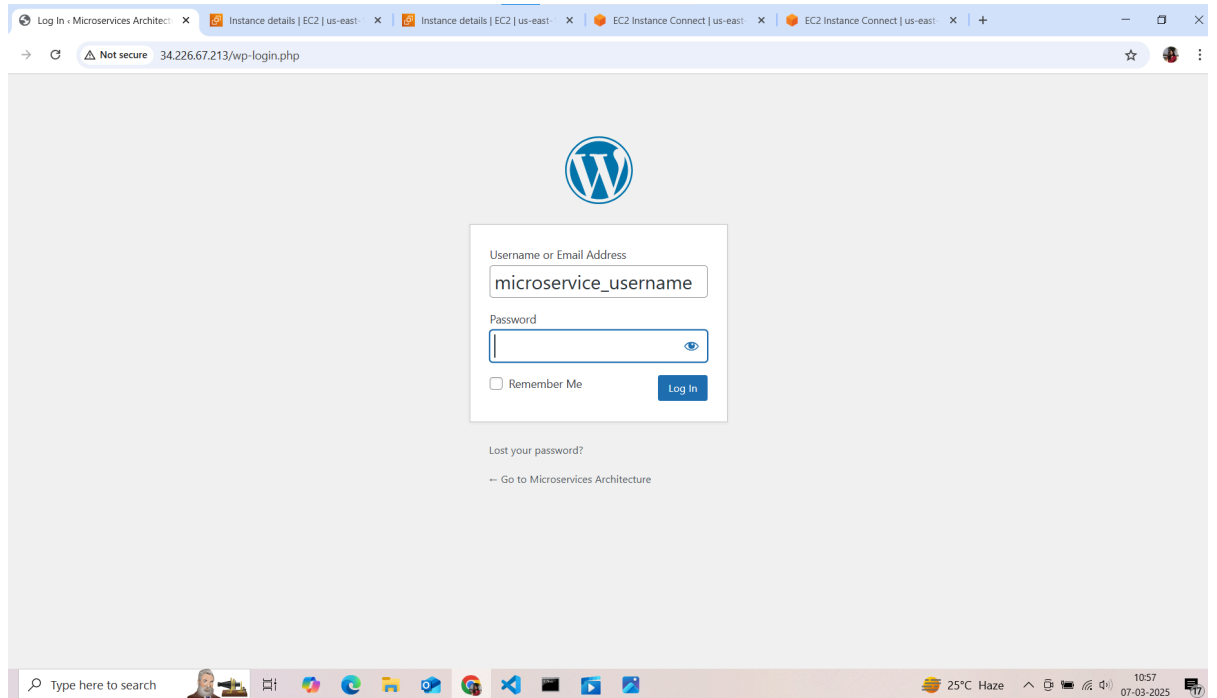 Log In ‹ Microservices Architect
Instance details | EC2 | us-east-
Instance details | EC2 | us-east-
EC2 Instance Connect | us-east-
EC2 Instance Connect | us-east-
Not secure 34.226.67.213/wp-login.php
Username or Email Address
microservice_username
Password
Remember Me
Log In
Lost your password?
← Go to Microservices Architecture
Type here to search
25°C Haze
10:57
07-03-2025
17